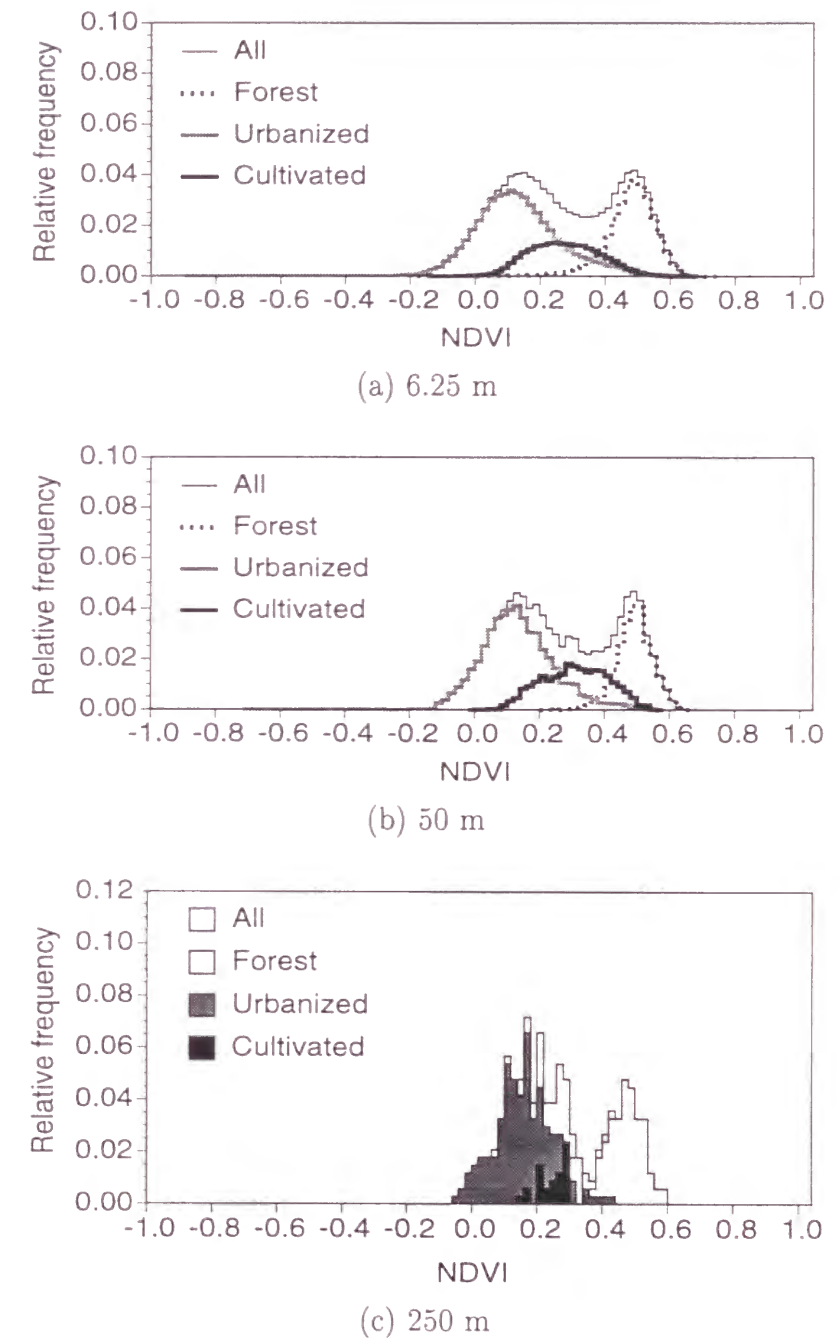 0.10
0.08
0.06
0.04
0.02
0.00
Relative frequency
All
Forest
Urbanized
Cultivated
-1.0 -0.8 -0.6 -0.4 -0.2 0.0 0.2 0.4 0.6 0.8 1.0
NDVI
(a) 6.25 m
0.10
0.08
0.06
0.04
0.02
0.00
Relative frequency
All
Forest
Urbanized
Cultivated
-1.0 -0.8 -0.6 -0.4 -0.2 0.0 0.2 0.4 0.6 0.8 1.0
NDVI
(b) 50 m
0.12
0.10
0.08
0.06
0.04
0.02
0.00
Relative frequency
All
Forest
Urbanized
Cultivated
-1.0 -0.8 -0.6 -0.4 -0.2 0.0 0.2 0.4 0.6 0.8 1.0
NDVI
(c) 250 m